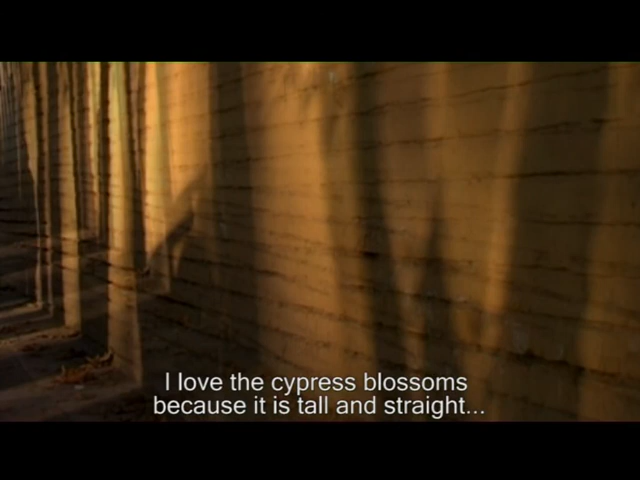 I love the cypress blossoms
because it is tall and straight...